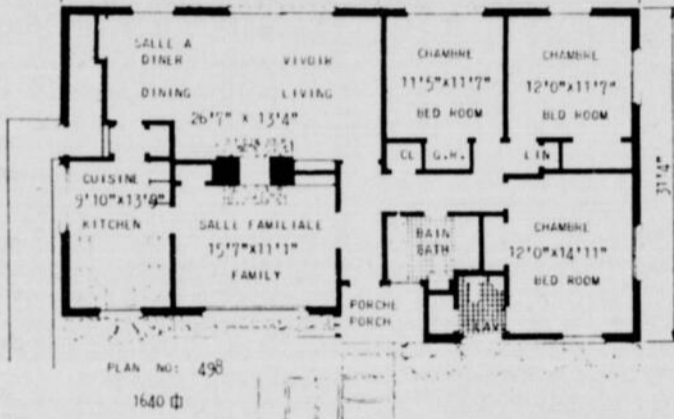 SALLE A
DINER
DINING
VIVOIR
LIVING
26'7" X 13'4"
CHAMBRE
11'5"X11'7"
BED ROOM
CHAMBRE
12'0"X11'7"
BED ROOM
CL
G.R.
LIN
31'4"
CUISINE
9'10"X13'9"
KITCHEN
SALLE FAMILIALE
15'7"X11'1"
FAMILY
BAIN
BATH
CHAMBRE
12'0"X14'11"
BED ROOM
PORCHE
PORCH
LAV
PLAN NO: 498
1640